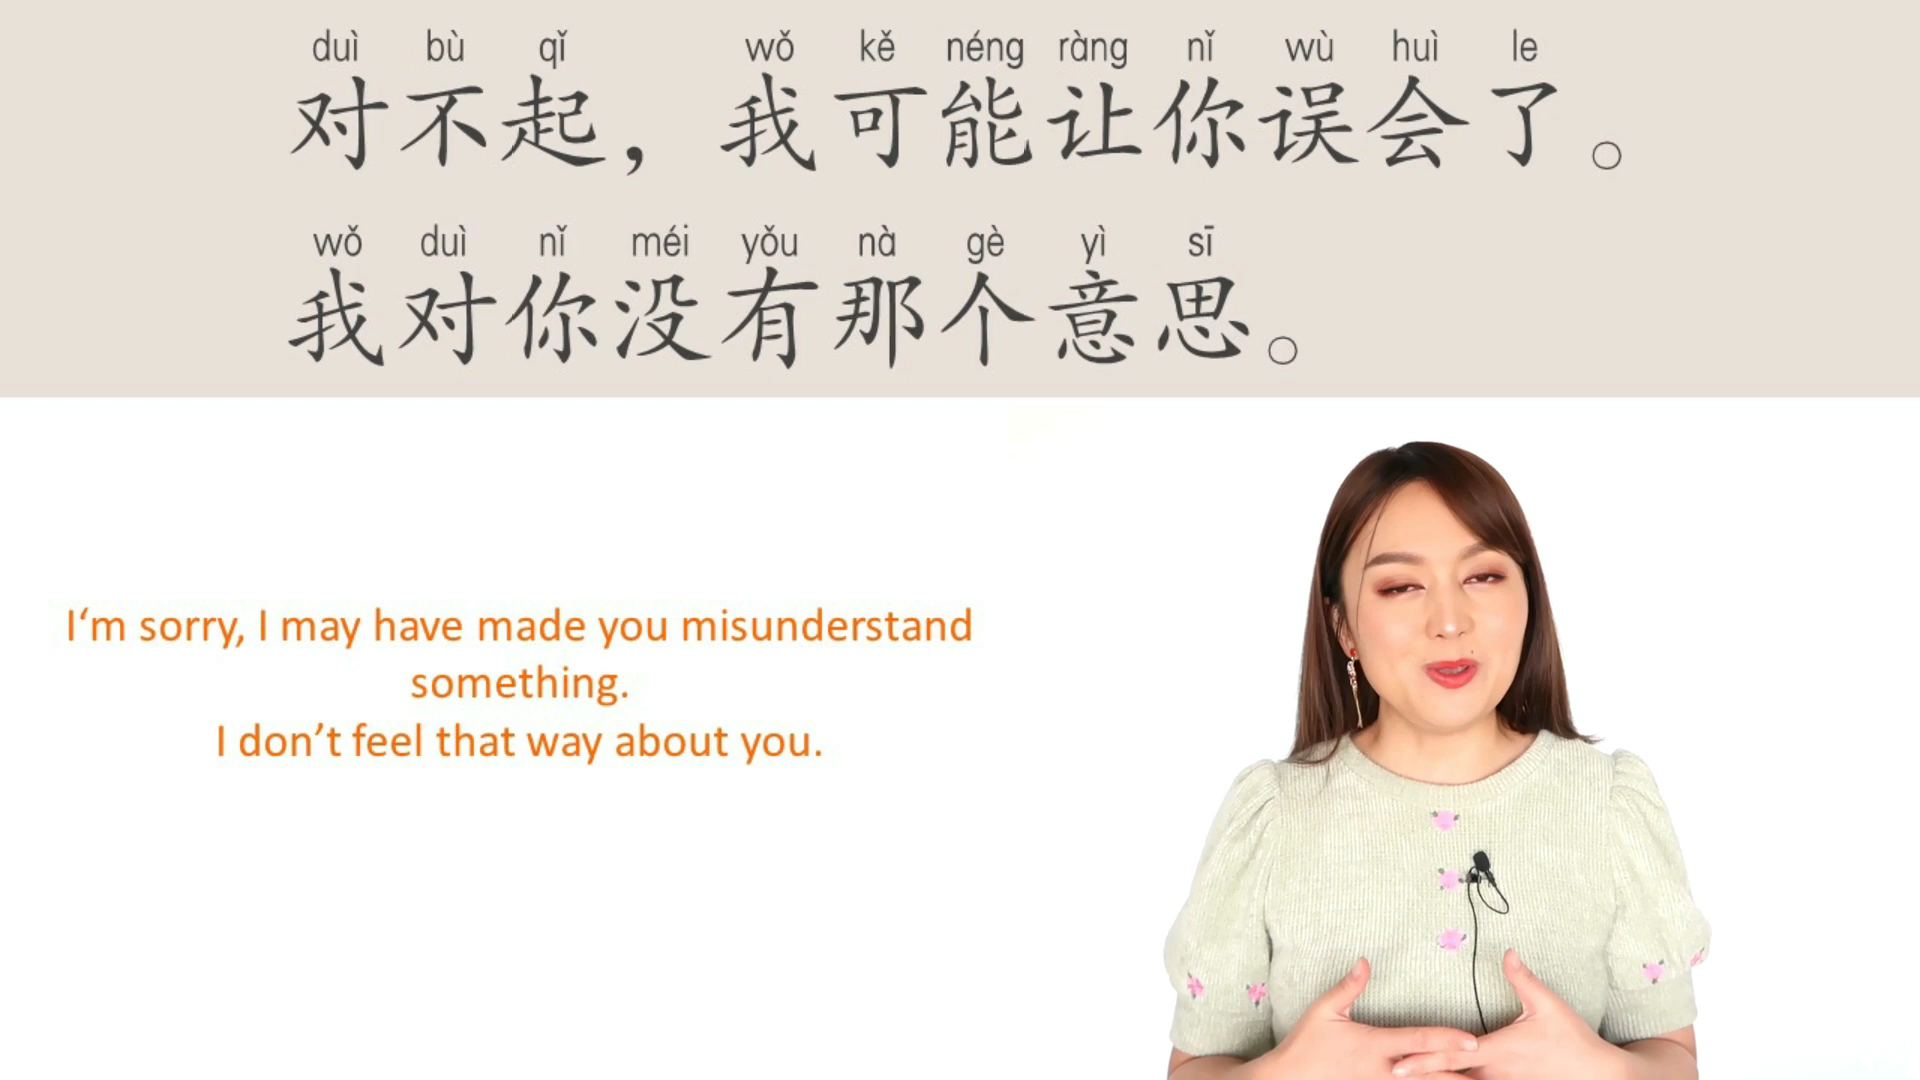 duì bù qǐ wǒ kě néng ràng nǐ wù huì le
对不起，我可能让你误会了。
wǒ duì nǐ méi yǒu nà gè yì sī
我对你没有那个意思。
I‘m sorry, I may have made you misunderstand
something.
I don’t feel that way about you.